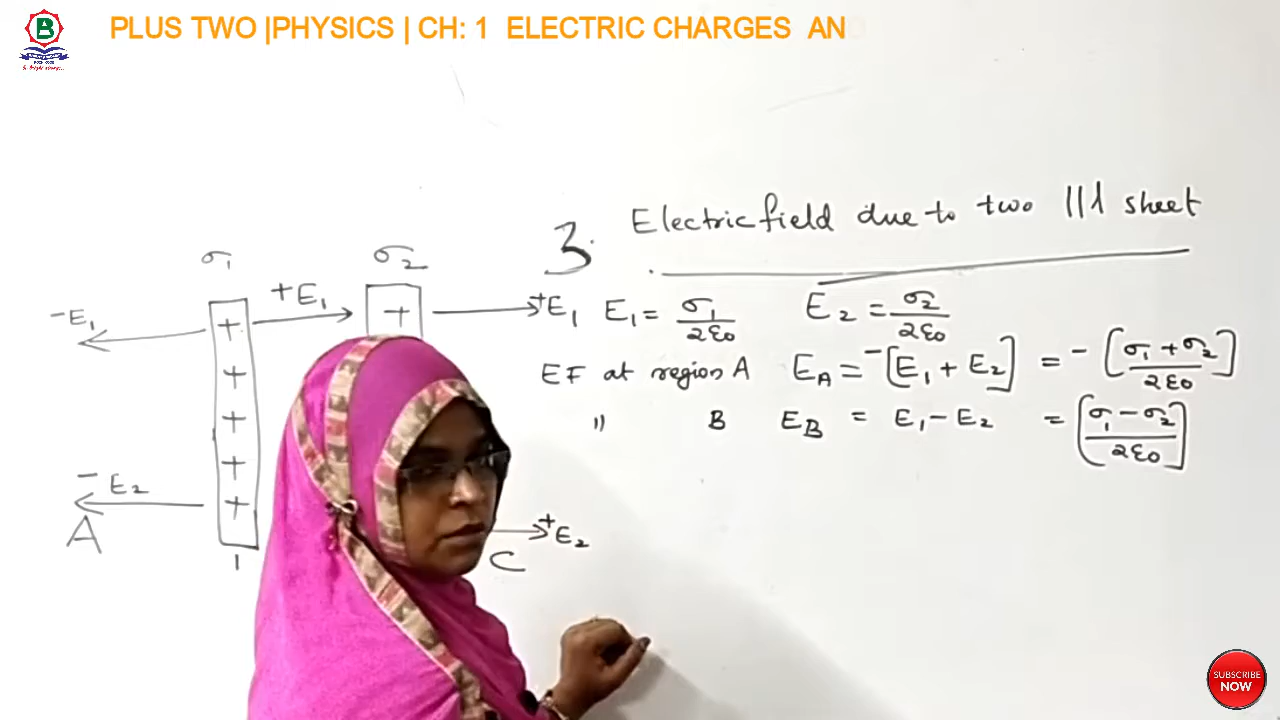 PLUS TWO |PHYSICS | CH: 1 ELECTRIC CHARGES AN
B
3. Electric field due to two ||l sheet
σ1 σ2
-E1 +E1 +E1
+ +
+
+
+
+
-E2 +E2
A C
1
E1 = σ1/2ε0 E2 = σ2/2ε0
EF at region A EA = -[E1 + E2] = -[σ1 + σ2/2ε0]
" B EB = E1 - E2 = [σ1 - σ2/2ε0]
SUBSCRIBE
NOW